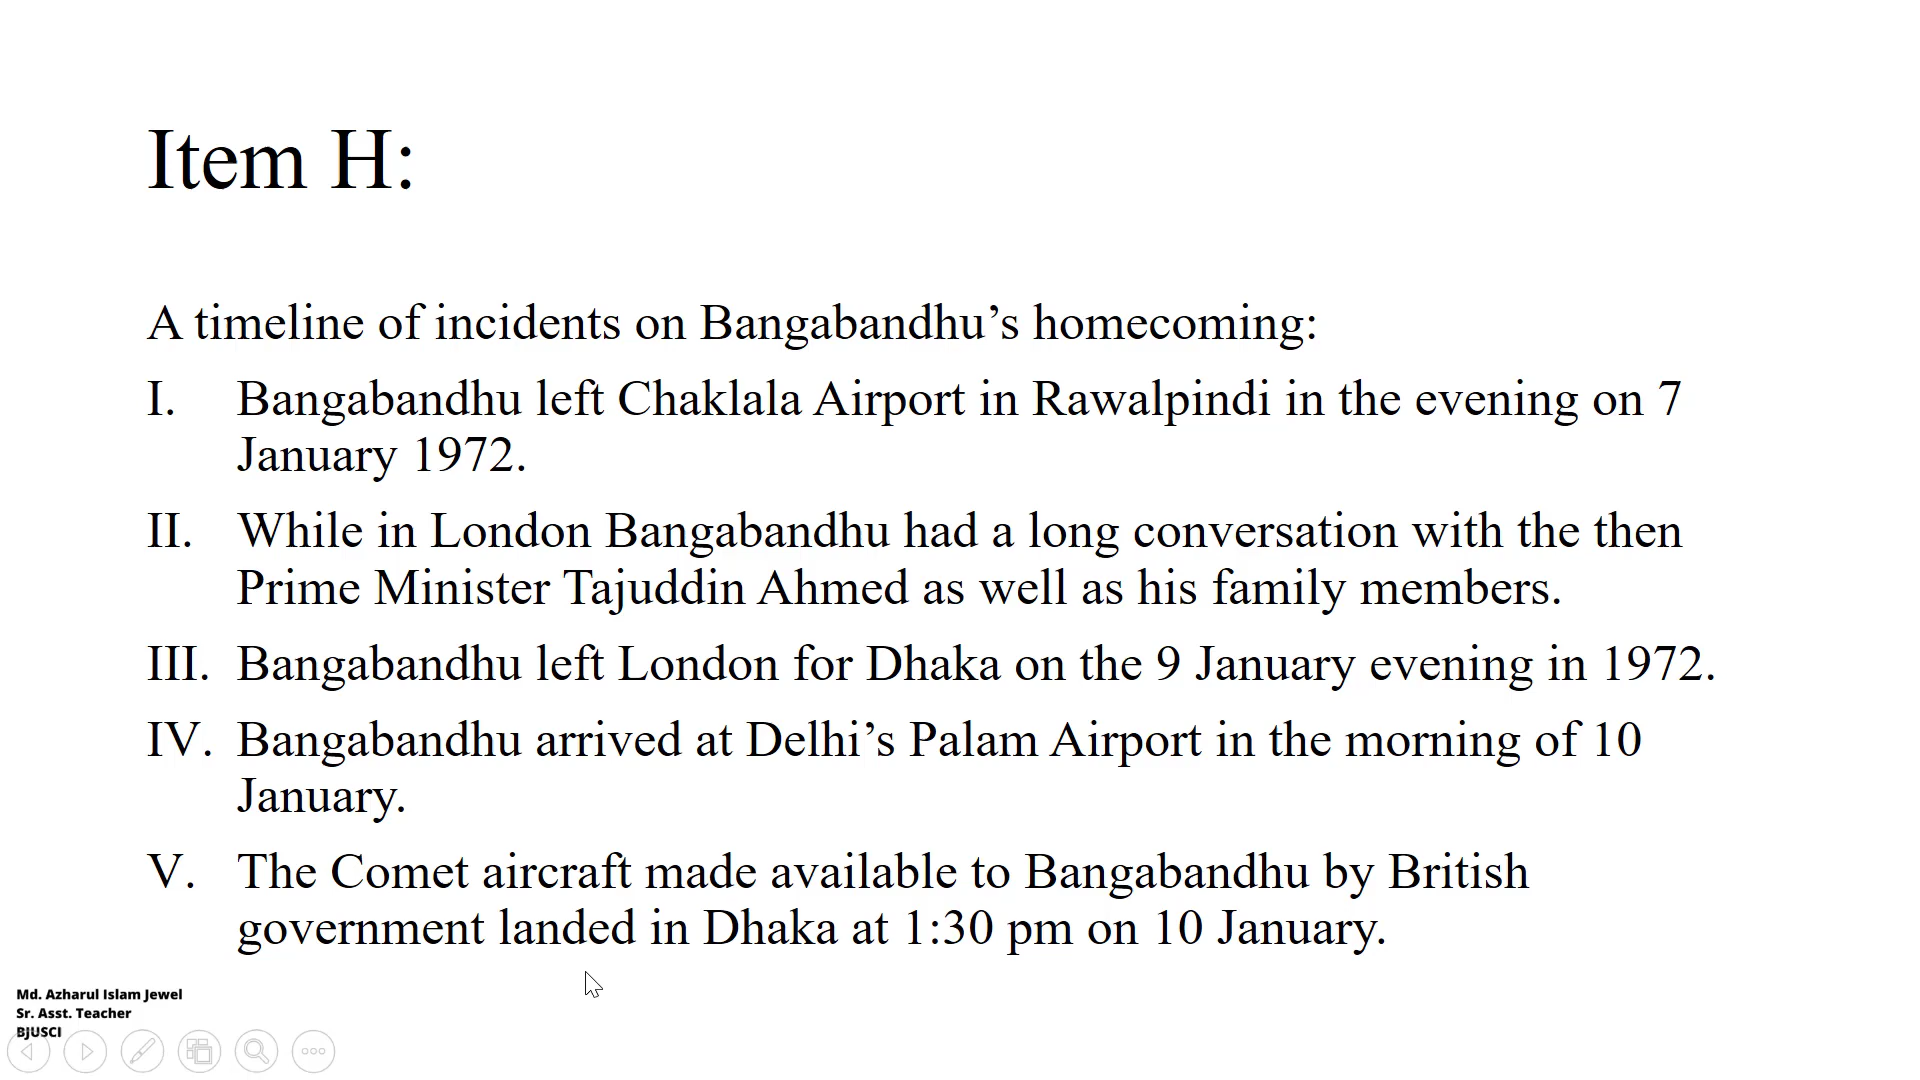 Item H:
A timeline of incidents on Bangabandhu’s homecoming:
I. Bangabandhu left Chaklala Airport in Rawalpindi in the evening on 7
January 1972.
II. While in London Bangabandhu had a long conversation with the then
Prime Minister Tajuddin Ahmed as well as his family members.
III. Bangabandhu left London for Dhaka on the 9 January evening in 1972.
IV. Bangabandhu arrived at Delhi’s Palam Airport in the morning of 10
January.
V. The Comet aircraft made available to Bangabandhu by British
government landed in Dhaka at 1:30 pm on 10 January.
Md. Azharul Islam Jewel
Sr. Asst. Teacher
BJUSCI